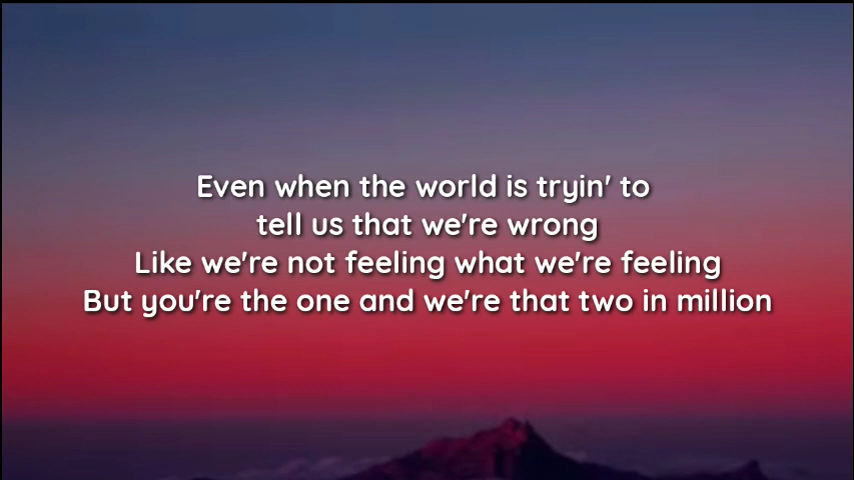 Even when the world is tryin' to
tell us that we're wrong
Like we're not feeling what we're feeling
But you're the one and we're that two in million